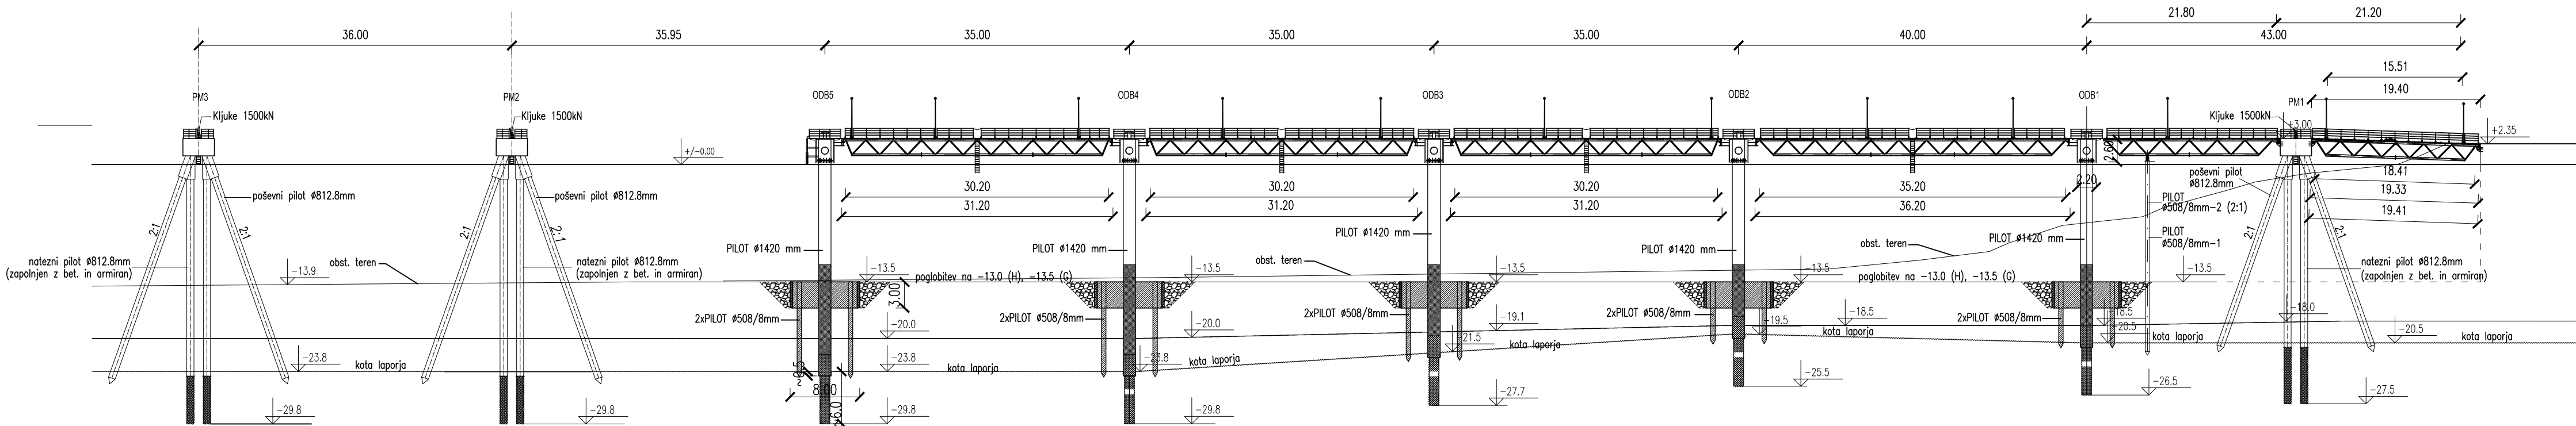 21.80
21.20
36.00
35.95
35.00
35.00
35.00
40.00
43.00
15.51
19.40
PM3
PM2
ODB5
ODB4
ODB3
ODB2
ODB1
PM1
Kljuke 1500kN
Kljuke 1500kN
Kljuke 1500kN
+3.00
+2.35
+/-0.00
2.60
poševni pilot ø812.8mm
poševni pilot ø812.8mm
poševni pilot
ø812.8mm
18.41
19.33
19.41
2.20
30.20
30.20
30.20
35.20
31.20
31.20
31.20
36.20
PILOT
ø508/8mm-2 (2:1)
PILOT
ø508/8mm-1
2:1
2:1
2:1
2:1
2:1
2:1
PILOT ø1420 mm
PILOT ø1420 mm
PILOT ø1420 mm
PILOT ø1420 mm
PILOT ø1420 mm
natezni pilot ø812.8mm
(zapolnjen z bet. in armiran)
natezni pilot ø812.8mm
(zapolnjen z bet. in armiran)
natezni pilot ø812.8mm
(zapolnjen z bet. in armiran)
obst. teren
obst. teren
obst. teren
-13.9
-13.5
-13.5
-13.5
-13.5
-13.5
poglobitev na -13.0 (H), -13.5 (G)
poglobitev na -13.0 (H), -13.5 (G)
3.00
2xPILOT ø508/8mm
2xPILOT ø508/8mm
2xPILOT ø508/8mm
2xPILOT ø508/8mm
2xPILOT ø508/8mm
-20.0
-20.0
-19.1
-19.5
-18.5
-18.5
-18.0
-20.5
-20.5
-21.5
-23.8
-23.8
-23.8
kota laporja
kota laporja
kota laporja
kota laporja
kota laporja
kota laporja
kota laporja
~0.5
8.00
-29.8
-29.8
-29.8
-29.8
-27.7
-25.5
-26.5
-27.5